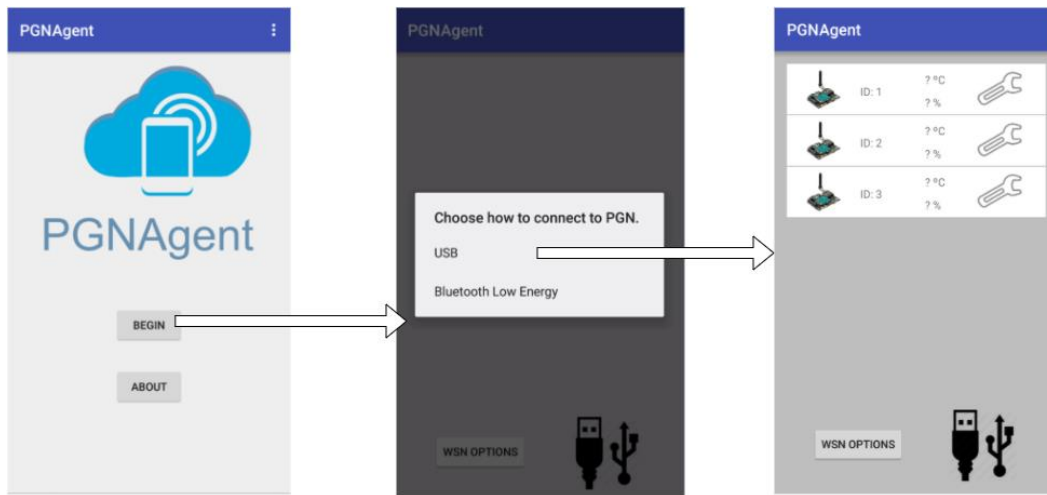 PGNAgent
PGNAgent
BEGIN
ABOUT
PGNAgent
Choose how to connect to PGN.
USB
Bluetooth Low Energy
WSN OPTIONS
PGNAgent
ID: 1
? ºC
? %
ID: 2
? ºC
? %
ID: 3
? ºC
? %
WSN OPTIONS